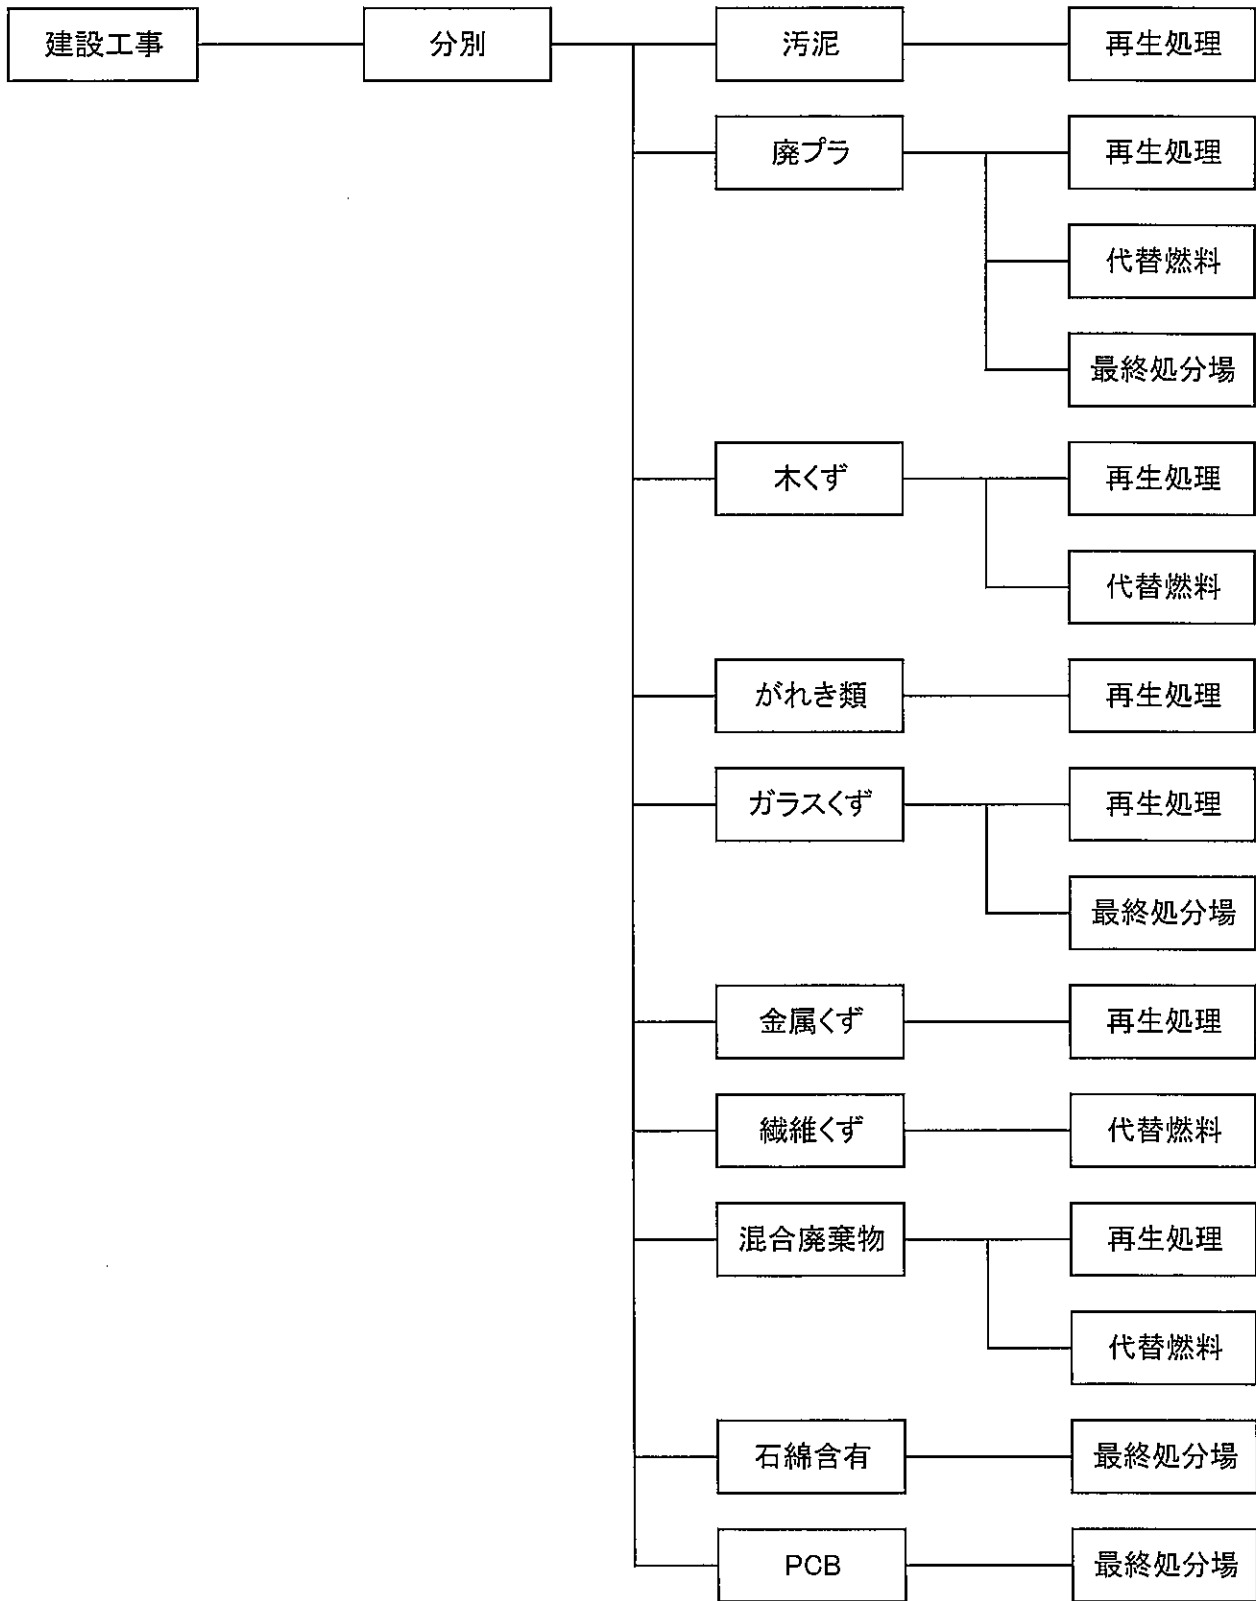 建設工事
分別
汚泥
再生処理
廃プラ
再生処理
代替燃料
最終処分場
木くず
再生処理
代替燃料
がれき類
再生処理
ガラスくず
再生処理
最終処分場
金属くず
再生処理
繊維くず
代替燃料
混合廃棄物
再生処理
代替燃料
石綿含有
最終処分場
PCB
最終処分場